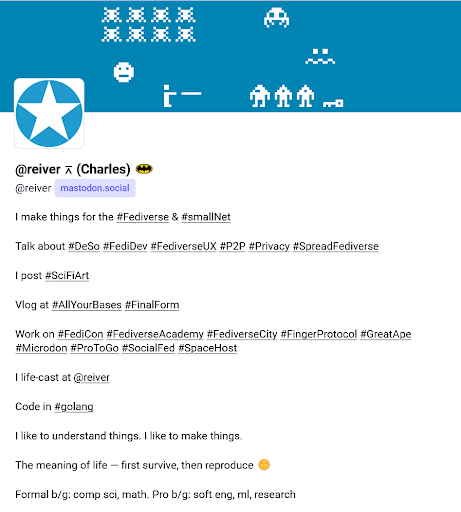 @reiver ⊼ (Charles)
@reiver mastodon.social
I make things for the #Fediverse & #smallNet
Talk about #DeSo #FediDev #FediverseUX #P2P #Privacy #SpreadFediverse
I post #SciFiArt
Vlog at #AllYourBases #FinalForm
Work on #FediCon #FediverseAcademy #FediverseCity #FingerProtocol #GreatApe
#Microdon #ProToGo #SocialFed #SpaceHost
I life-cast at @reiver
Code in #golang
I like to understand things. I like to make things.
The meaning of life — first survive, then reproduce 🙂
Formal b/g: comp sci, math. Pro b/g: soft eng, ml, research